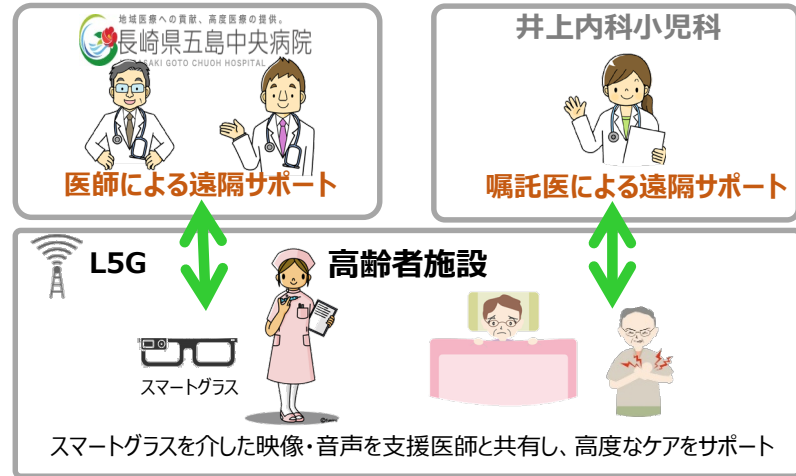 地域医療への貢献、高度医療の提供。
長崎県五島中央病院
NAGASAKI GOTO CHUOH HOSPITAL
医師による遠隔サポート
井上内科小児科
嘱託医による遠隔サポート
L5G
高齢者施設
スマートグラス
スマートグラスを介した映像・音声を支援医師と共有し、高度なケアをサポート